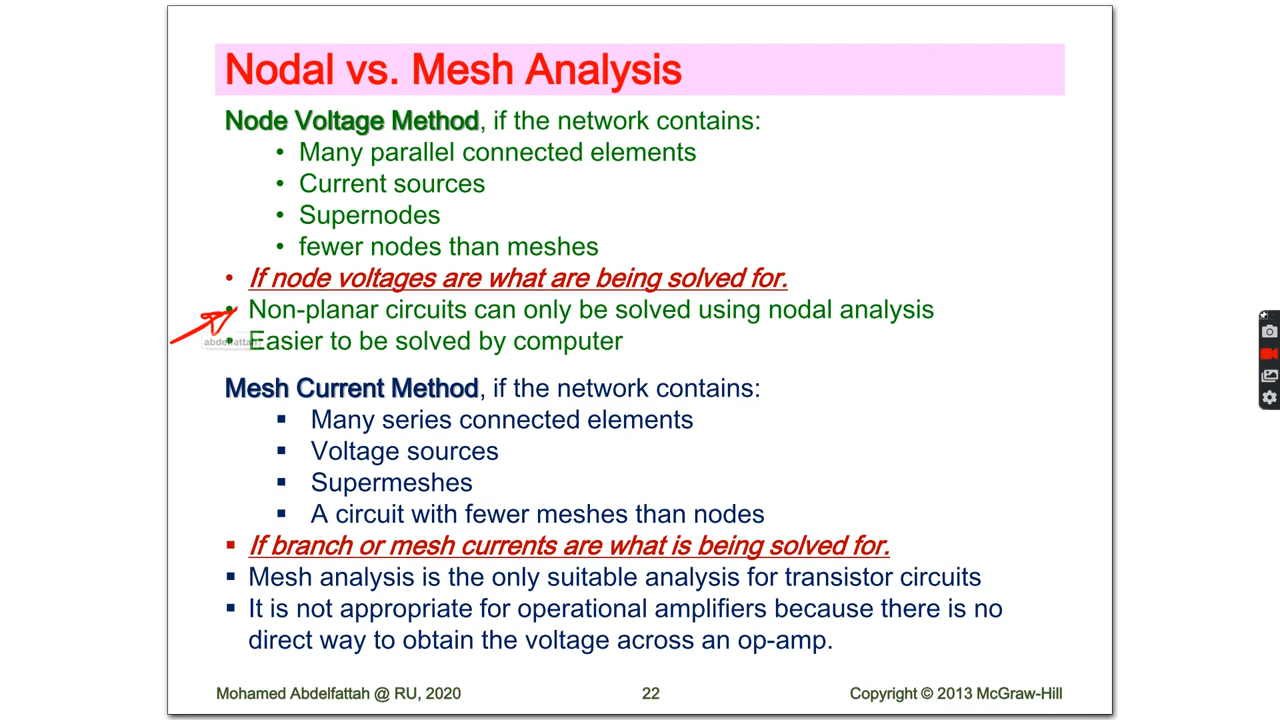 Nodal vs. Mesh Analysis
Node Voltage Method, if the network contains:
• Many parallel connected elements
• Current sources
• Supernodes
• fewer nodes than meshes
• If node voltages are what are being solved for.
• Non-planar circuits can only be solved using nodal analysis
abdelfattah
• Easier to be solved by computer
Mesh Current Method, if the network contains:
▪ Many series connected elements
▪ Voltage sources
▪ Supermeshes
▪ A circuit with fewer meshes than nodes
▪ If branch or mesh currents are what is being solved for.
▪ Mesh analysis is the only suitable analysis for transistor circuits
▪ It is not appropriate for operational amplifiers because there is no
direct way to obtain the voltage across an op-amp.
Mohamed Abdelfattah @ RU, 2020
22
Copyright © 2013 McGraw-Hill